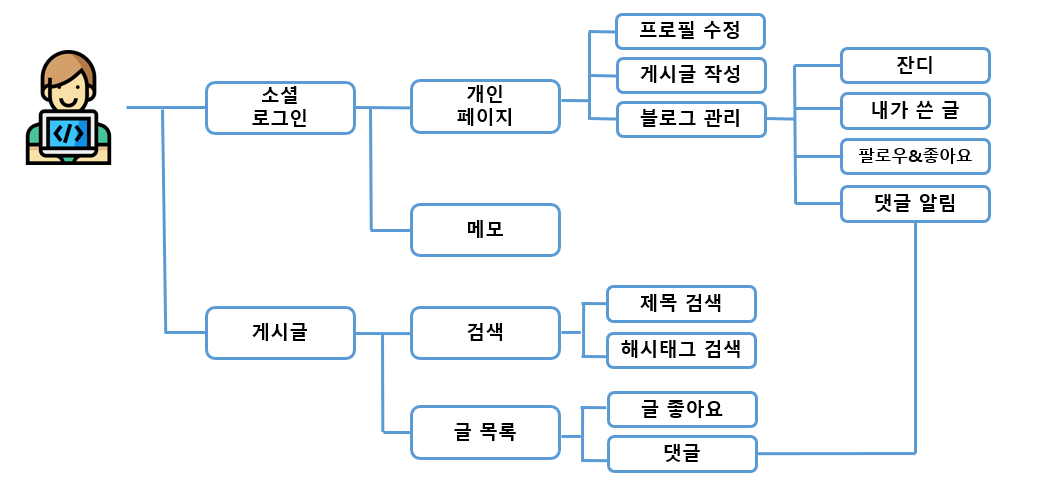 프로필 수정
게시글 작성
블로그 관리
잔디
내가 쓴 글
팔로우&좋아요
댓글 알림
소셜
로그인
개인
페이지
메모
게시글
검색
제목 검색
해시태그 검색
글 목록
글 좋아요
댓글